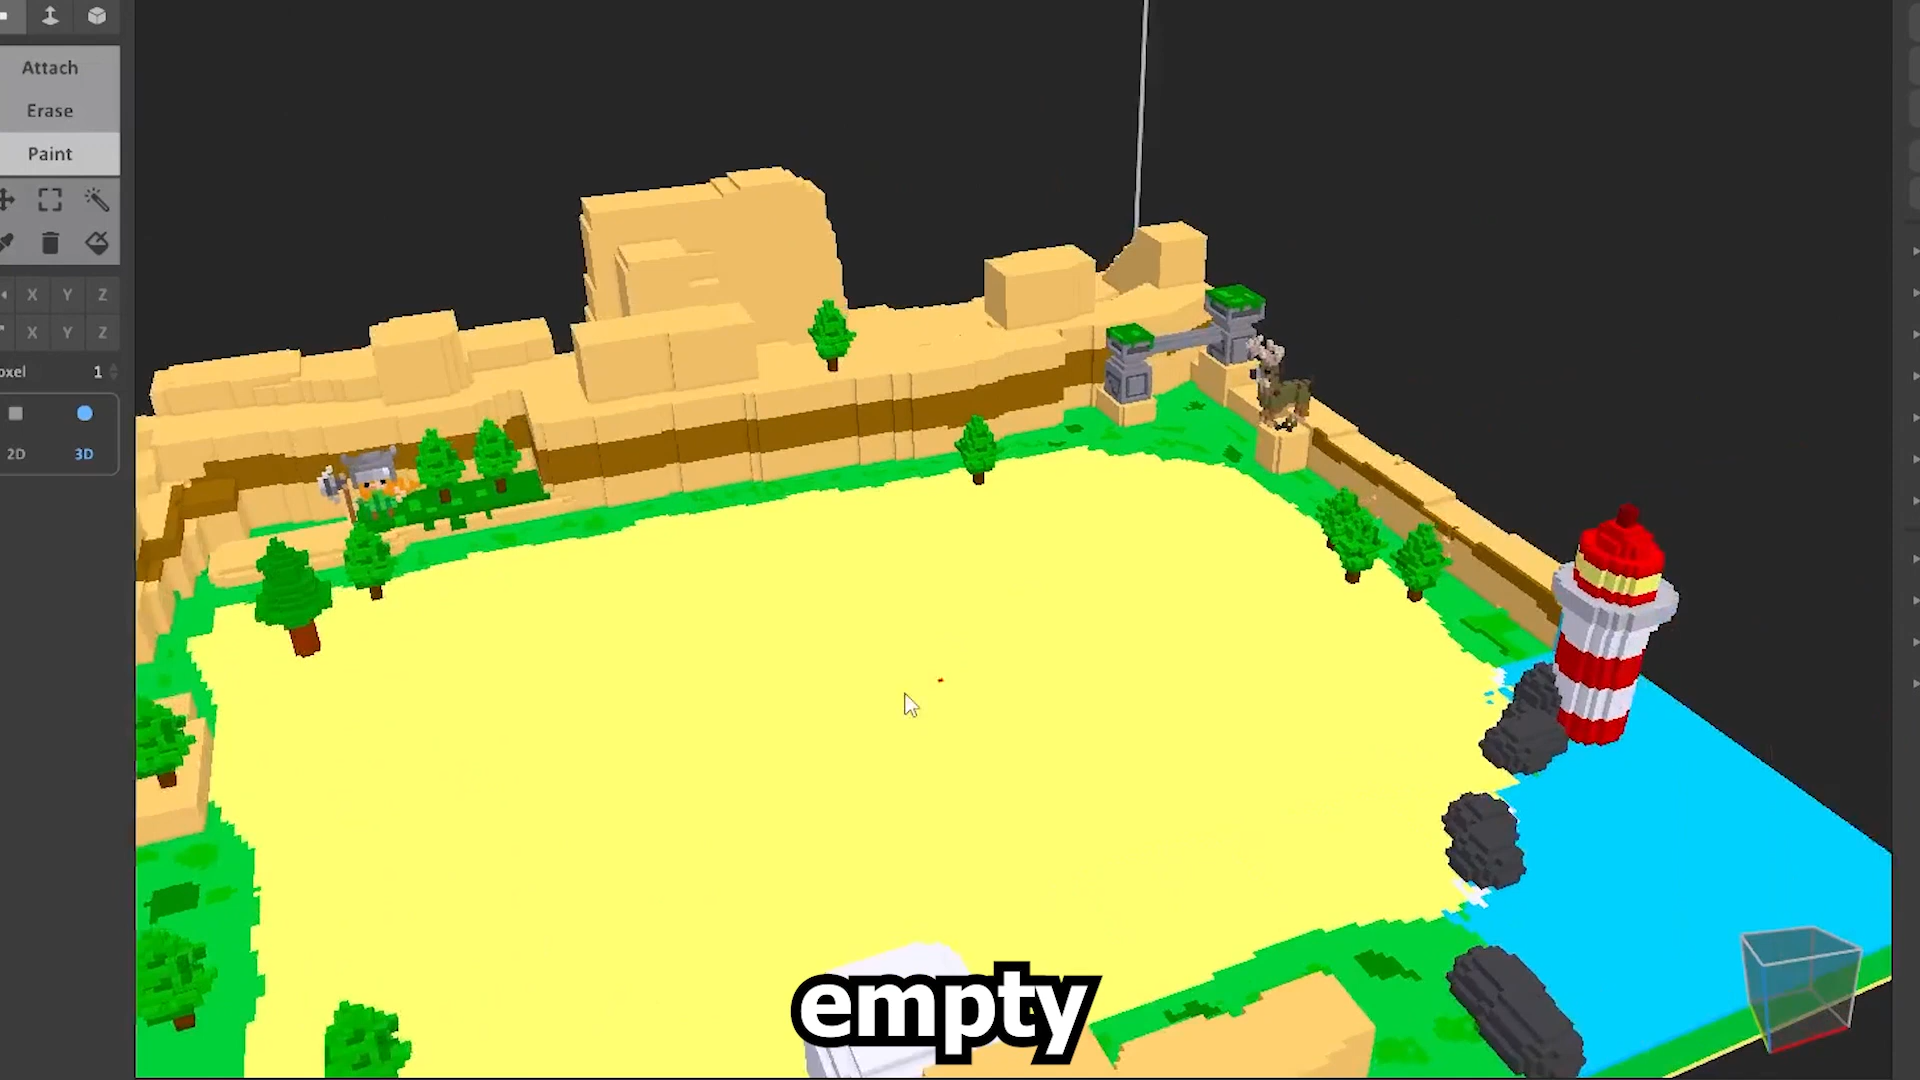 Attach
Erase
Paint
X Y Z
X Y Z
oxel 1
2D 3D
empty